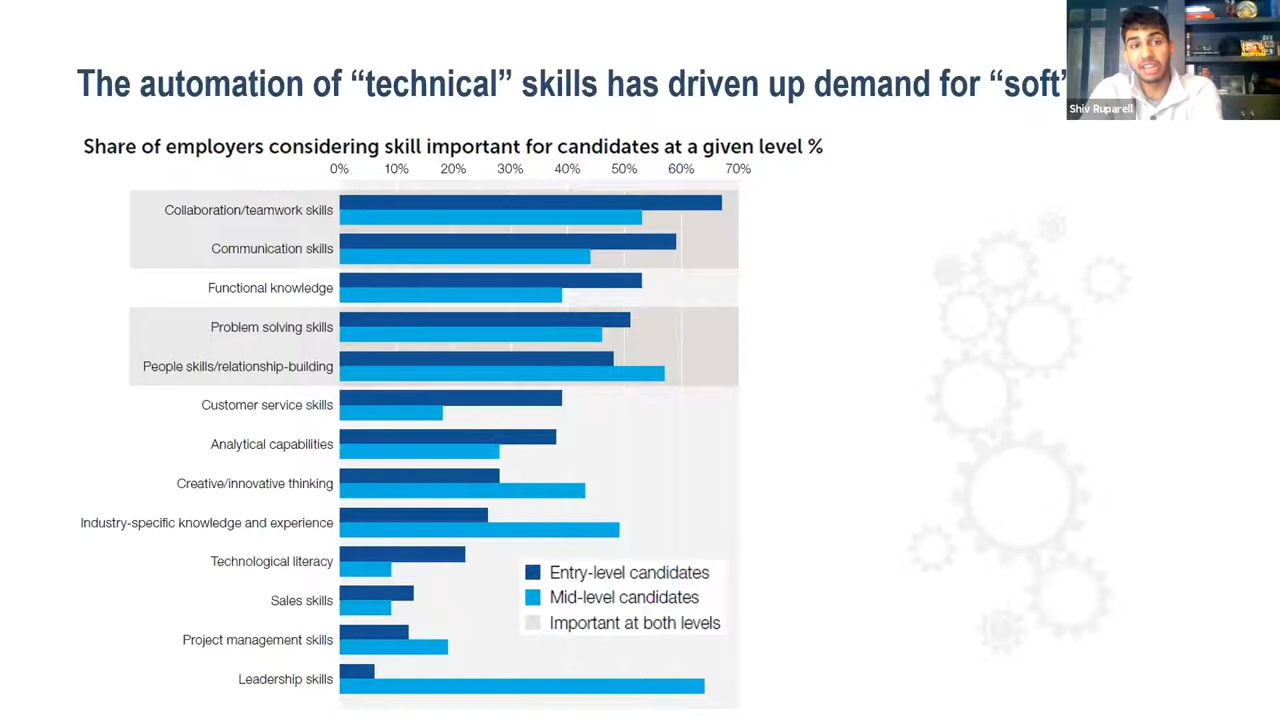 The automation of “technical” skills has driven up demand for “soft”
Shiv Ruparell
Share of employers considering skill important for candidates at a given level %
0% 10% 20% 30% 40% 50% 60% 70%
Collaboration/teamwork skills
Communication skills
Functional knowledge
Problem solving skills
People skills/relationship-building
Customer service skills
Analytical capabilities
Creative/innovative thinking
Industry-specific knowledge and experience
Technological literacy
Sales skills
Project management skills
Leadership skills
Entry-level candidates
Mid-level candidates
Important at both levels